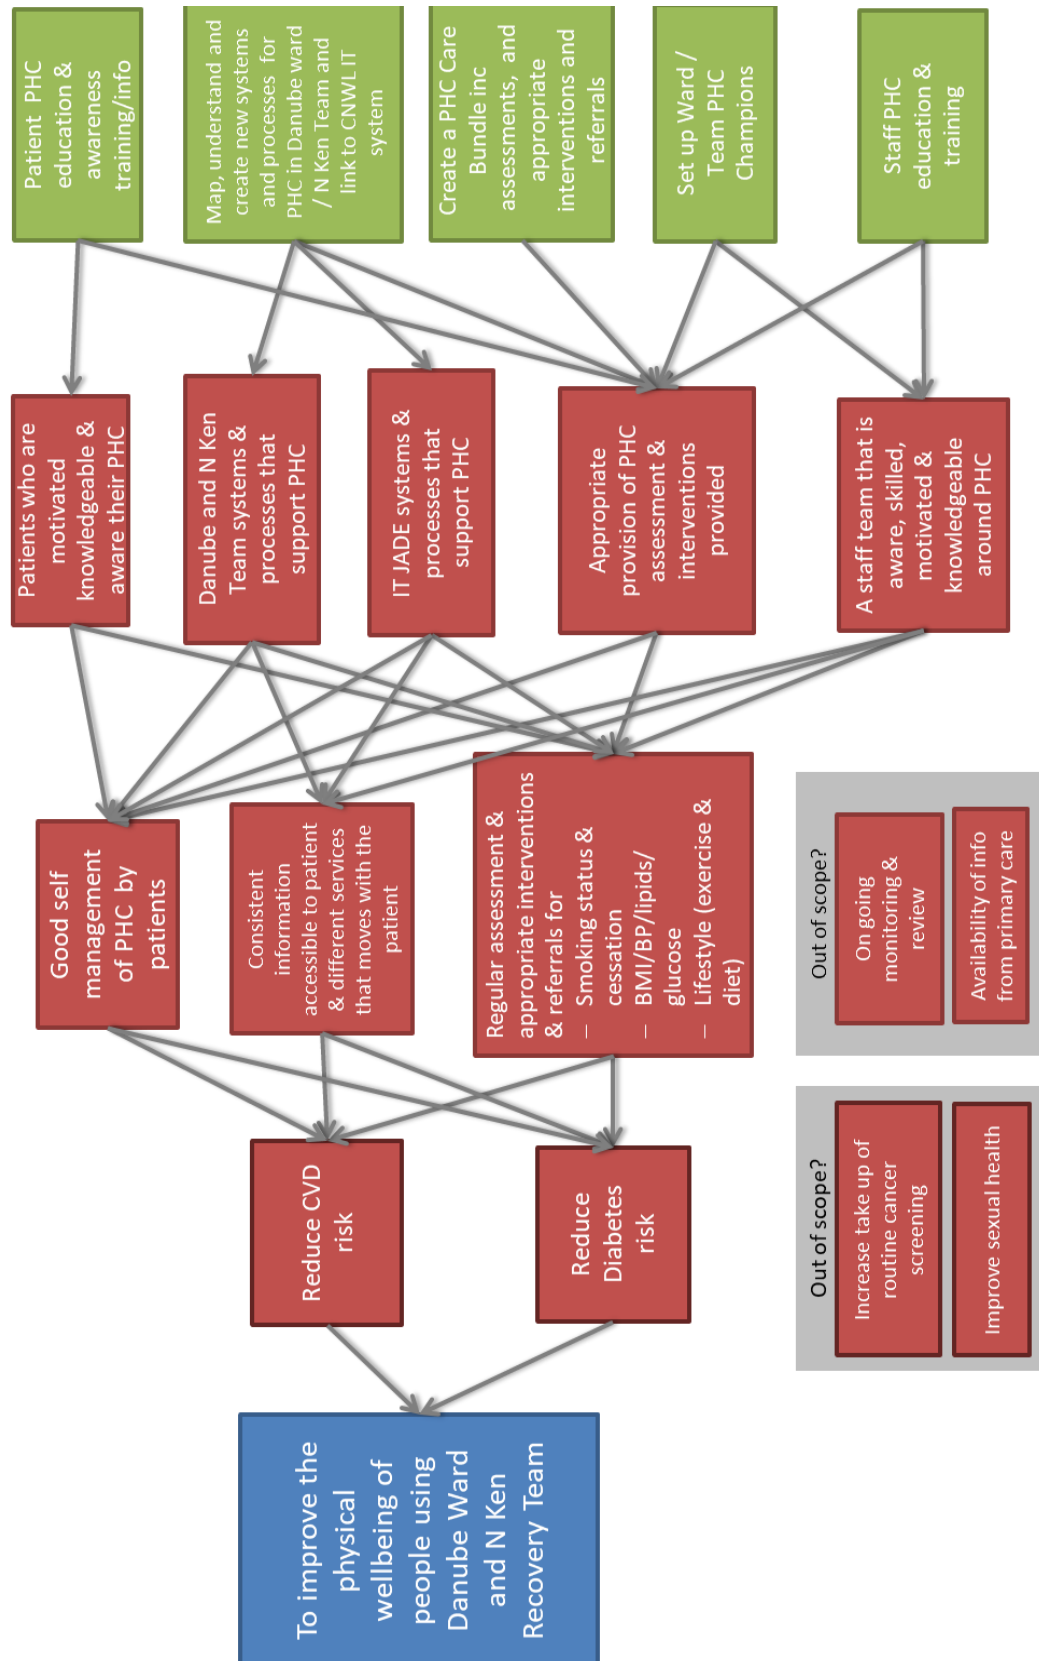 To improve the
physical
wellbeing of
people using
Danube Ward
and N Ken
Recovery Team
Reduce CVD
risk
Reduce
Diabetes
risk
Out of scope?
Increase take up of
routine cancer
screening
Improve sexual health
Good self
management
of PHC by
patients
Consistent
information
accessible to patient
& different services
that moves with the
patient
Regular assessment &
appropriate interventions
& referrals for
– Smoking status &
cessation
– BMI/BP/lipids/
glucose
– Lifestyle (exercise &
diet)
Out of scope?
On going
monitoring &
review
Availability of info
from primary care
Patients who are
motivated
knowledgeable &
aware their PHC
Danube and N Ken
Team systems &
processes that
support PHC
IT JADE systems &
processes that
support PHC
Appropriate
provision of PHC
assessment &
interventions
provided
A staff team that is
aware, skilled,
motivated &
knowledgeable
around PHC
Patient PHC
education &
awareness
training/info
Map, understand and
create new systems
and processes for
PHC in Danube ward
/ N Ken Team and
link to CNWL IT
system
Create a PHC Care
Bundle inc
assessments, and
appropriate
interventions and
referrals
Set up Ward /
Team PHC
Champions
Staff PHC
education &
training